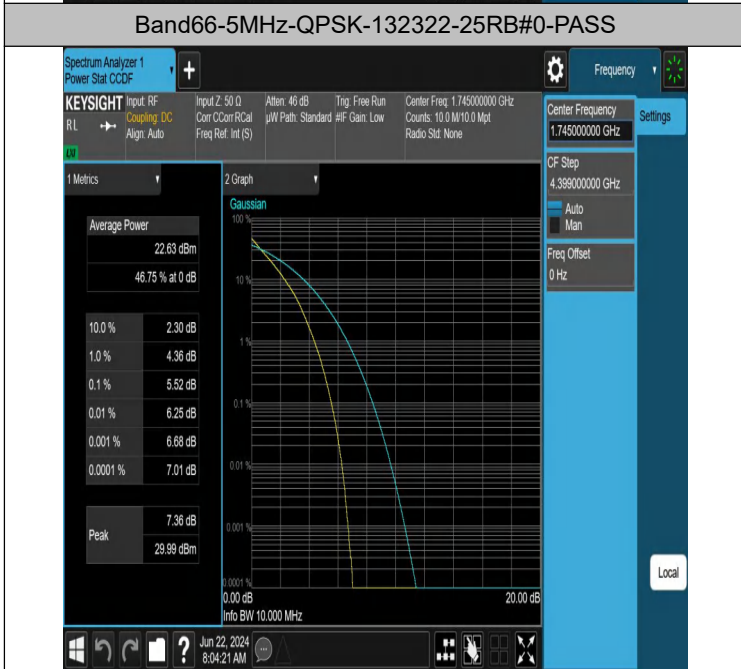 Band66-5MHz-QPSK-132322-25RB#0-PASS
Spectrum Analyzer 1
Power Stat CCDF
Frequency
KEYSIGHT
RL
LXI
Input: RF
Coupling: DC
Align: Auto
Input Z: 50 Ω
Corr CCorr RCal
Freq Ref: Int (S)
Atten: 46 dB
µW Path: Standard
Trig: Free Run
#IF Gain: Low
Center Freq: 1.745000000 GHz
Counts: 10.0 M/10.0 Mpt
Radio Std: None
Center Frequency
1.745000000 GHz
Settings
CF Step
4.399000000 GHz
Auto
Man
Freq Offset
0 Hz
1 Metrics
Average Power
22.63 dBm
46.75 % at 0 dB
10.0 % 2.30 dB
1.0 % 4.36 dB
0.1 % 5.52 dB
0.01 % 6.25 dB
0.001 % 6.68 dB
0.0001 % 7.01 dB
Peak
7.36 dB
29.99 dBm
2 Graph
Gaussian
100 %
10 %
1 %
0.1 %
0.01 %
0.001 %
0.0001 %
0.00 dB 20.00 dB
Info BW 10.000 MHz
Local
Jun 22, 2024
8:04:21 AM